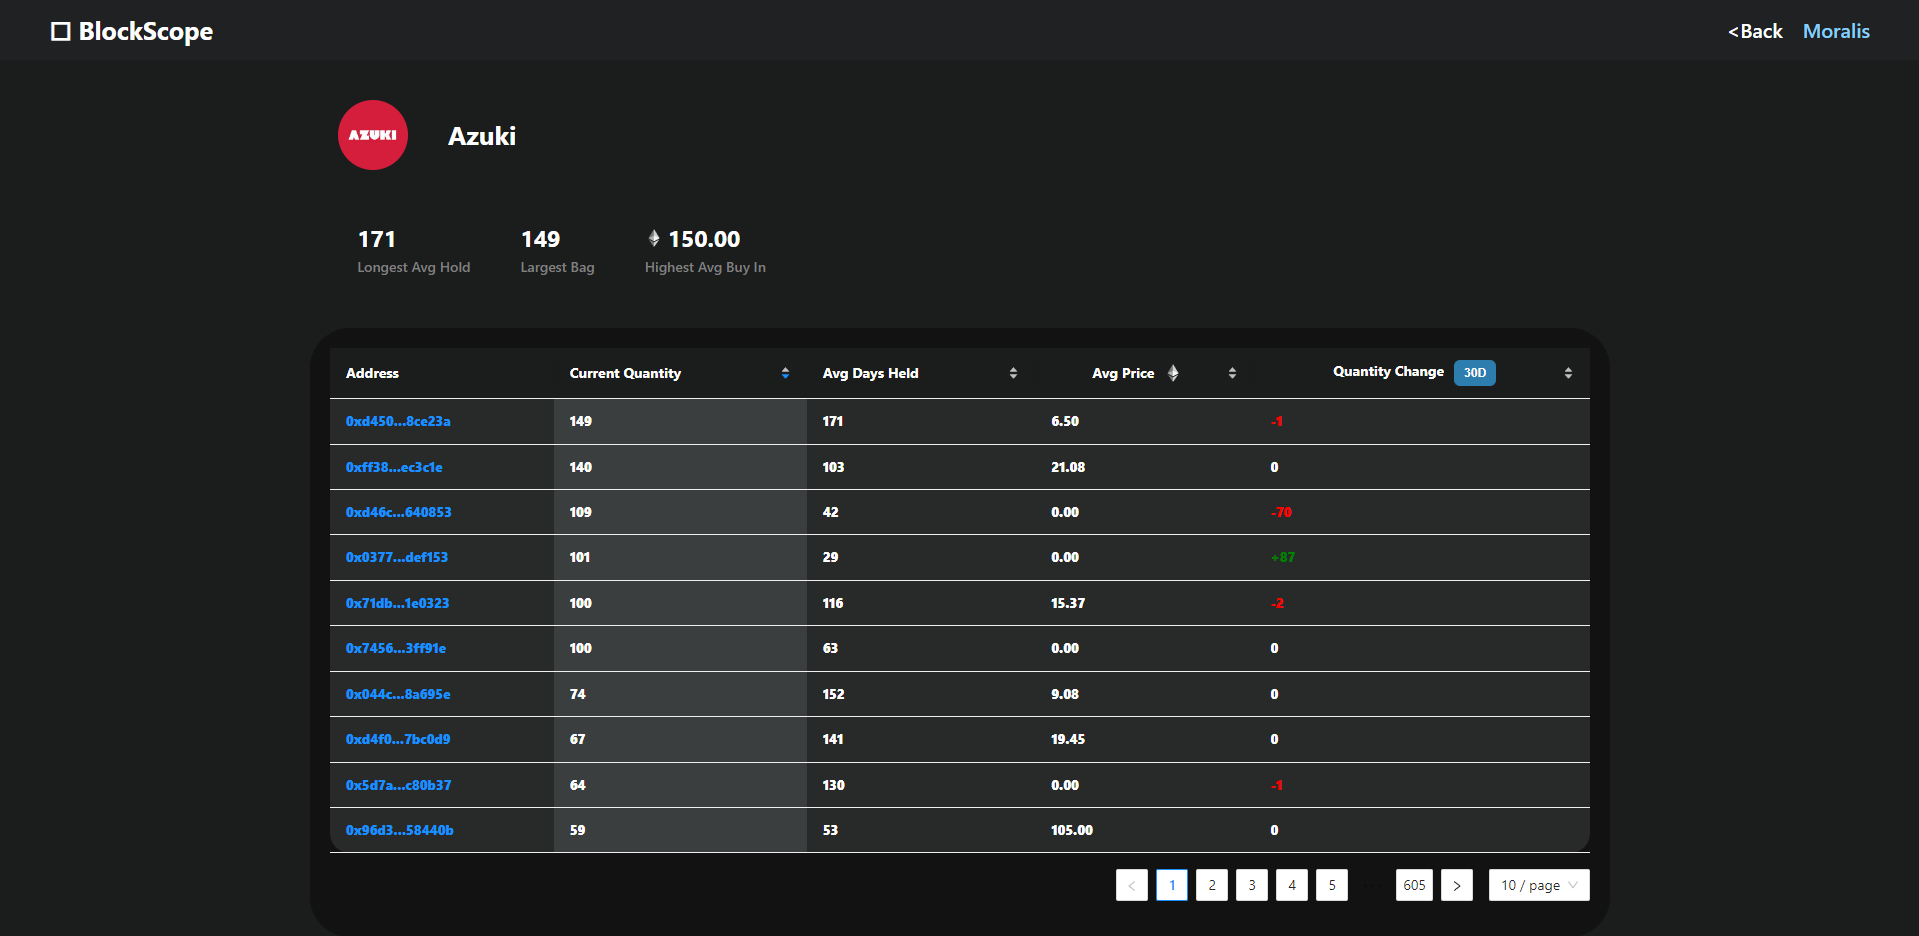 BlockScope
<Back Moralis
AZUKI
Azuki
171 149 150.00
Longest Avg Hold Largest Bag Highest Avg Buy In
Address Current Quantity Avg Days Held Avg Price Quantity Change 30D
0xd450...8ce23a 149 171 6.50 -1
0xff38...ec3c1e 140 103 21.08 0
0xd46c...640853 109 42 0.00 -70
0x0377...def153 101 29 0.00 +87
0x71db...1e0323 100 116 15.37 -2
0x7456...3ff91e 100 63 0.00 0
0x044c...8a695e 74 152 9.08 0
0xd4f0...7bc0d9 67 141 19.45 0
0x5d7a...c80b37 64 130 0.00 -1
0x96d3...58440b 59 53 105.00 0
< 1 2 3 4 5 ••• 605 > 10 / page